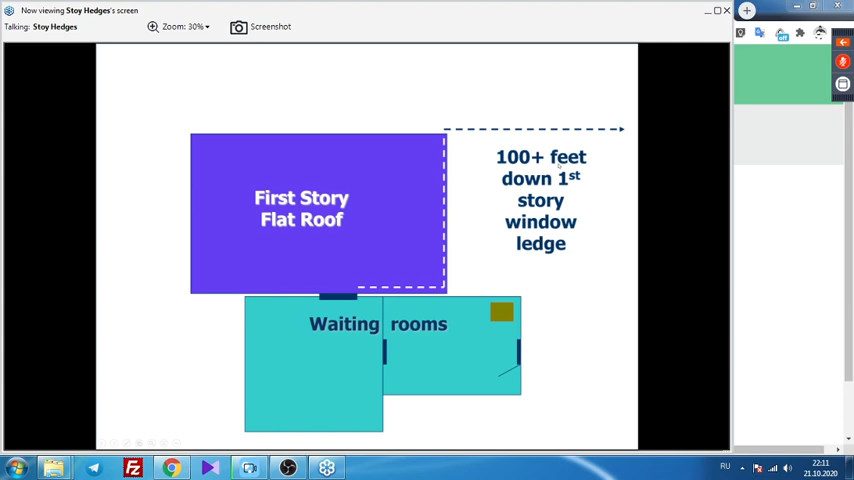 Now viewing Stoy Hedges's screen
Talking: Stoy Hedges
Zoom: 30%
Screenshot
First Story
Flat Roof
100+ feet
down 1st
story
window
ledge
Waiting rooms
off
RU
22:11
21.10.2020